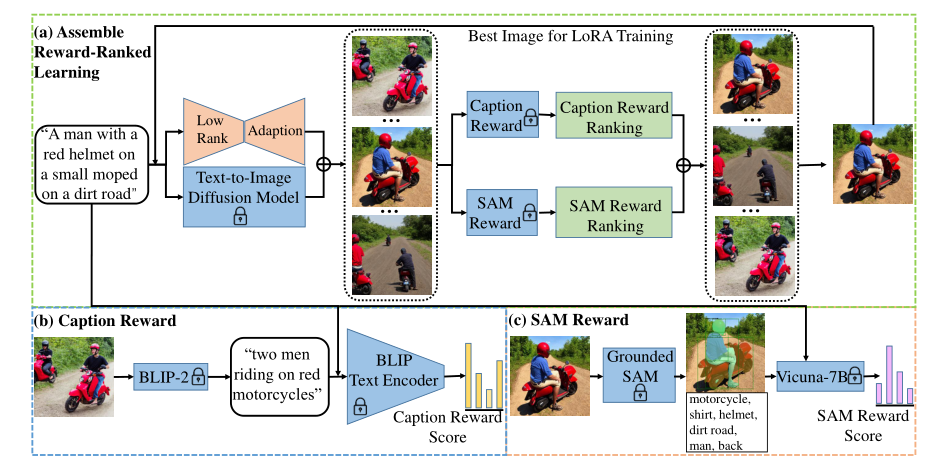 (a) Assemble
Reward-Ranked
Learning
Best Image for LoRA Training
“A man with a
red helmet on
a small moped
on a dirt road"
Low
Rank
Adaption
Text-to-Image
Diffusion Model
...
...
Caption
Reward
Caption Reward
Ranking
SAM
Reward
SAM Reward
Ranking
...
...
(b) Caption Reward
BLIP-2
“two men
riding on red
motorcycles”
BLIP
Text Encoder
Caption Reward
Score
(c) SAM Reward
Grounded
SAM
motorcycle,
shirt, helmet,
dirt road,
man, back
Vicuna-7B
SAM Reward
Score